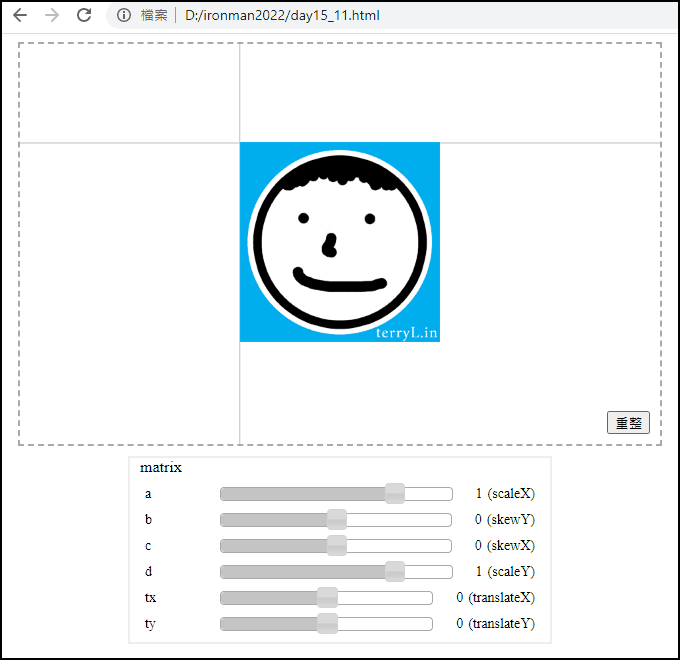 檔案 | D:/ironman2022/day15_11.html
terryL.in
重整
matrix
a 1 (scaleX)
b 0 (skewY)
c 0 (skewX)
d 1 (scaleY)
tx 0 (translateX)
ty 0 (translateY)